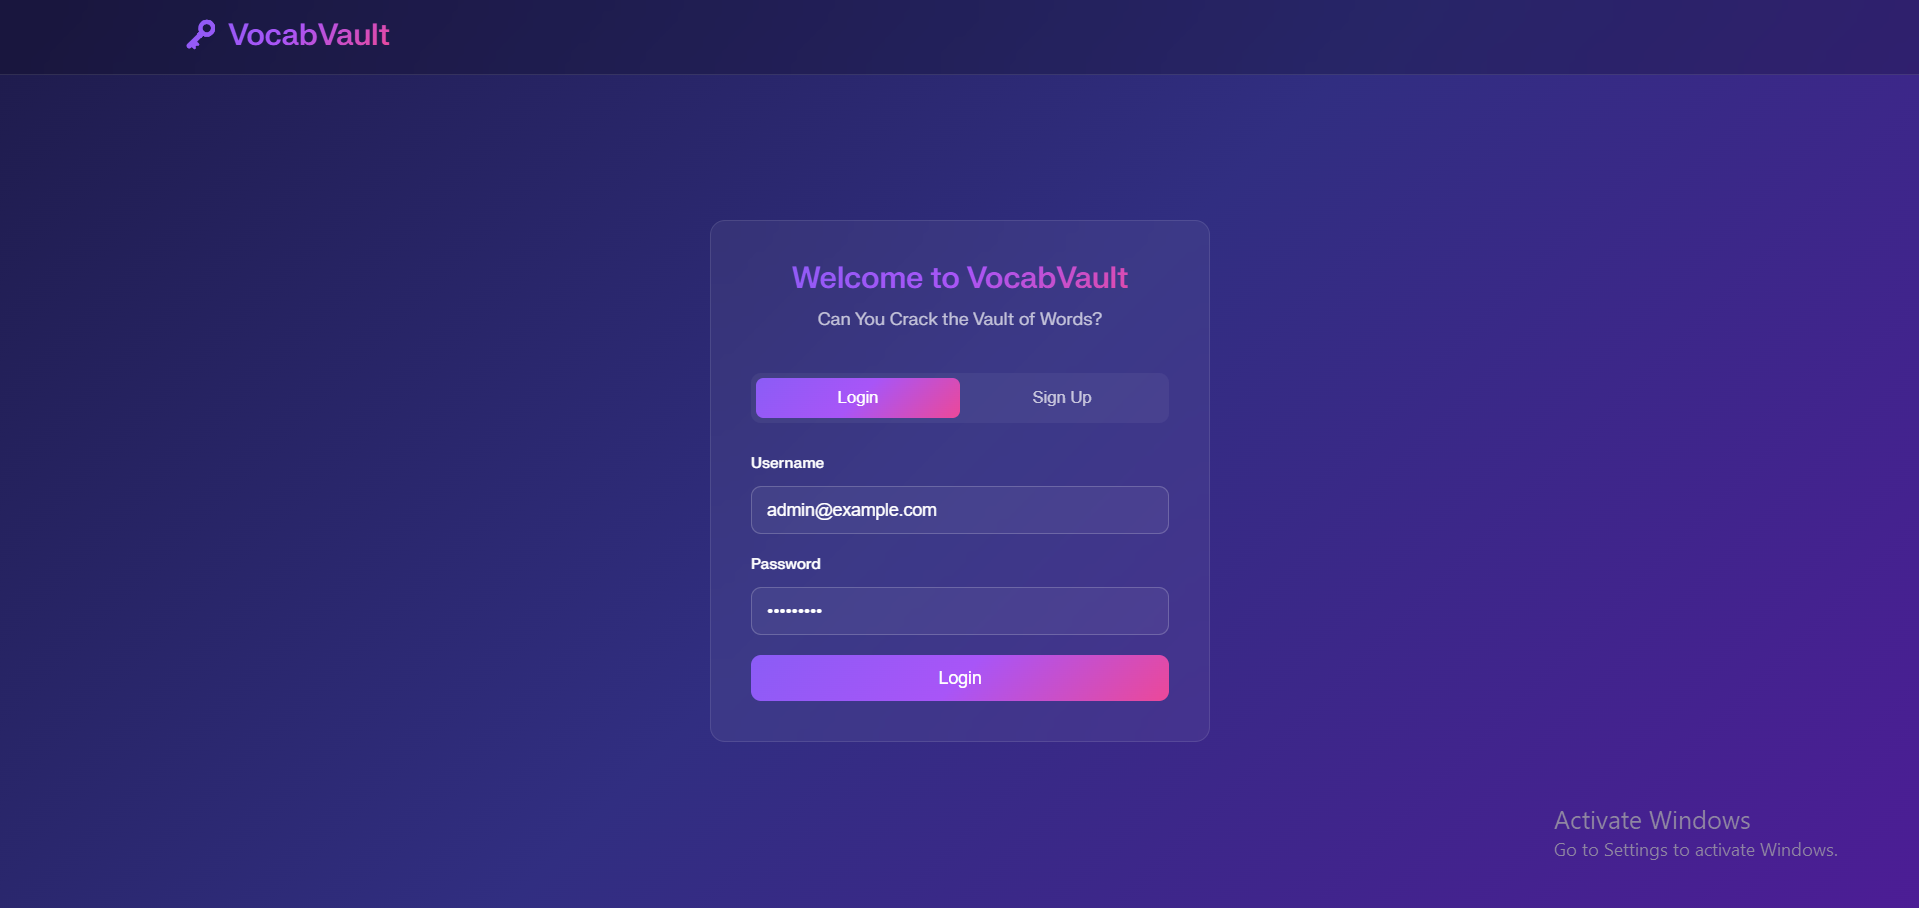 VocabVault
Welcome to VocabVault
Can You Crack the Vault of Words?
Login
Sign Up
Username
admin@example.com
Password
•••••••••
Login
Activate Windows
Go to Settings to activate Windows.